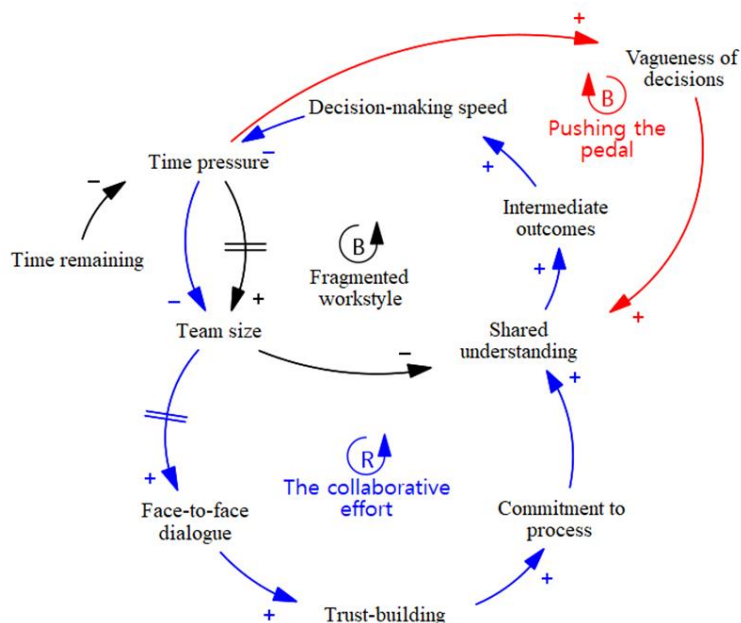 +
Vagueness of
decisions
B
Pushing the
pedal
Decision-making speed
−
+
Time pressure
−
Intermediate
outcomes
Time remaining
B
Fragmented
workstyle
+
−
+
+
Team size
Shared
understanding
−
+
R
The collaborative
effort
+
Face-to-face
dialogue
Commitment to
process
+
+
Trust-building